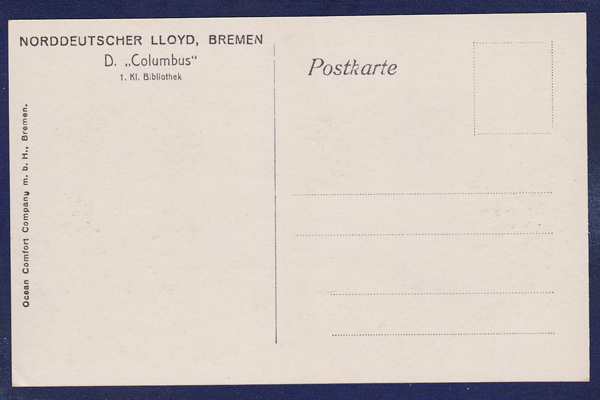 NORDDEUTSCHER LLOYD, BREMEN
D. „Columbus“
1. Kl. Bibliothek
Postkarte
Ocean Comfort Company m. b. H., Bremen.